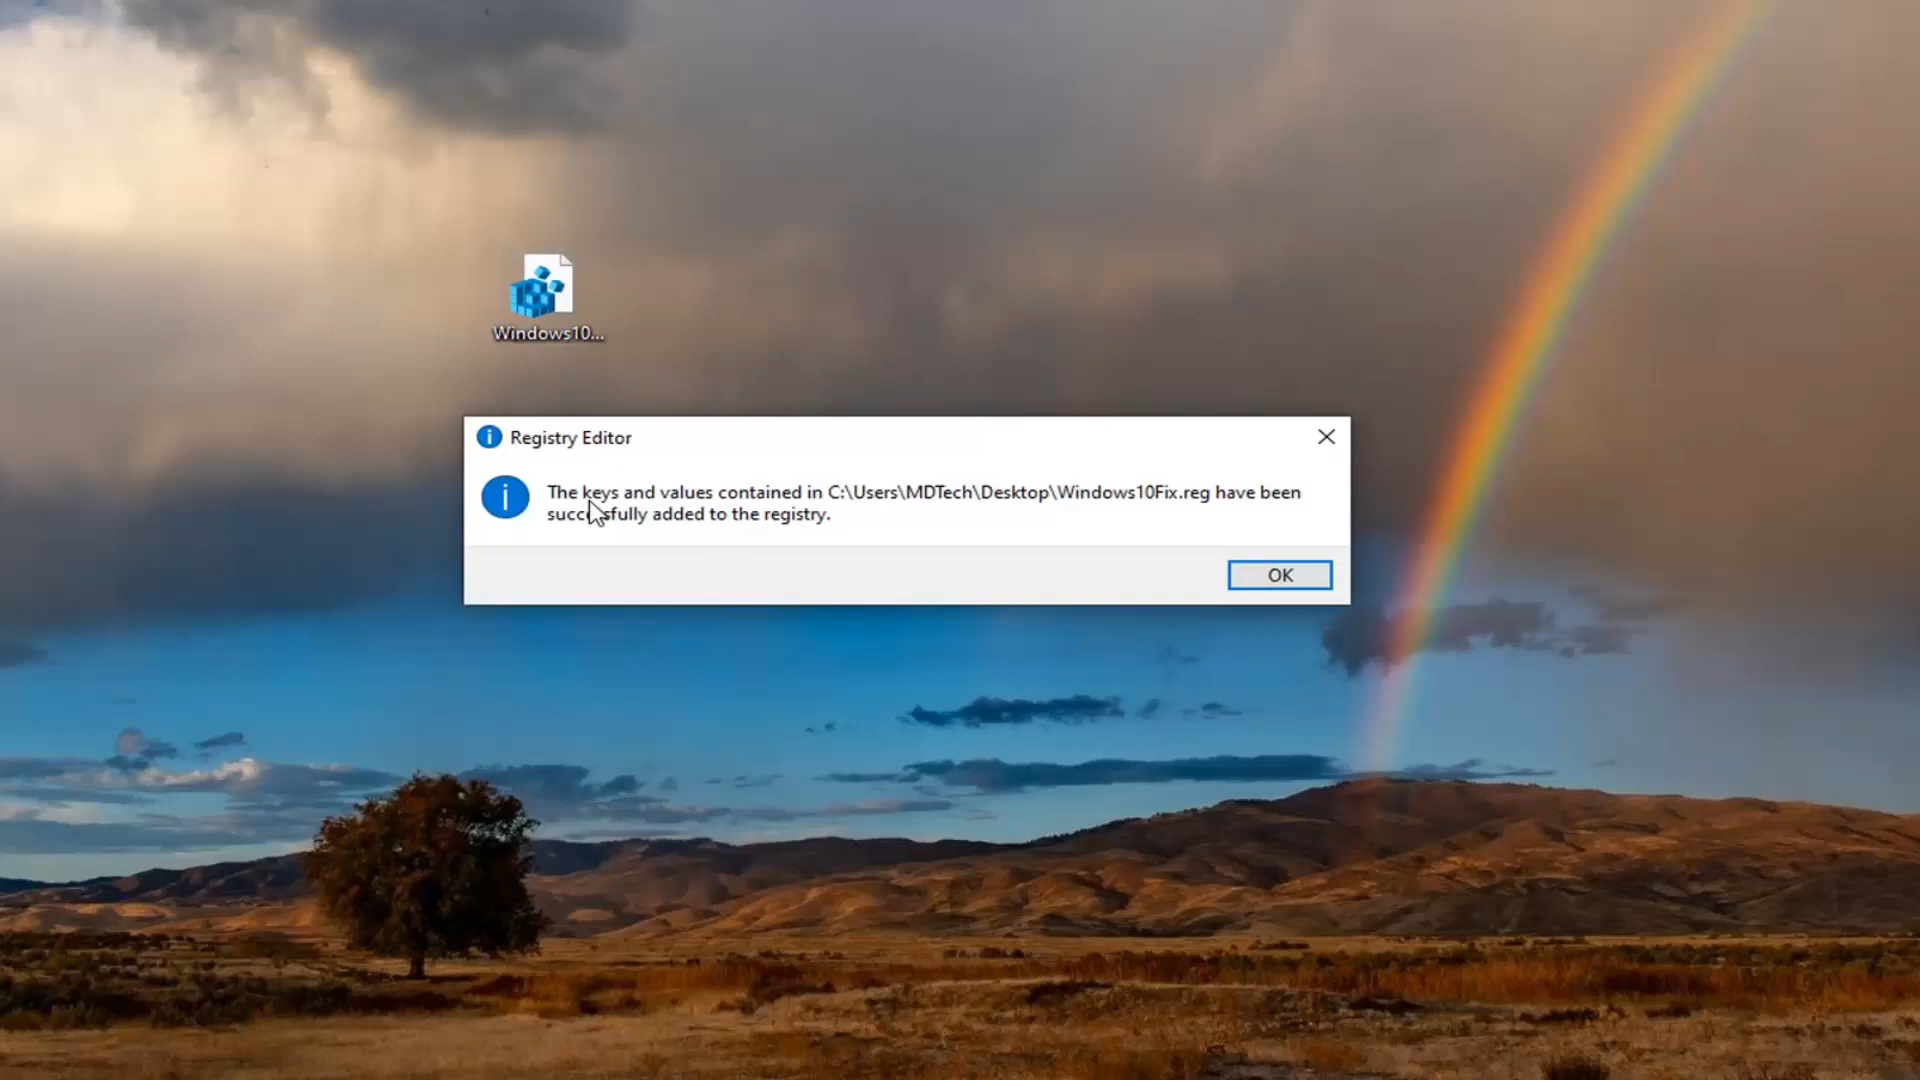 Windows10...
Registry Editor
The keys and values contained in C:\Users\MDTech\Desktop\Windows10Fix.reg have been
successfully added to the registry.
OK